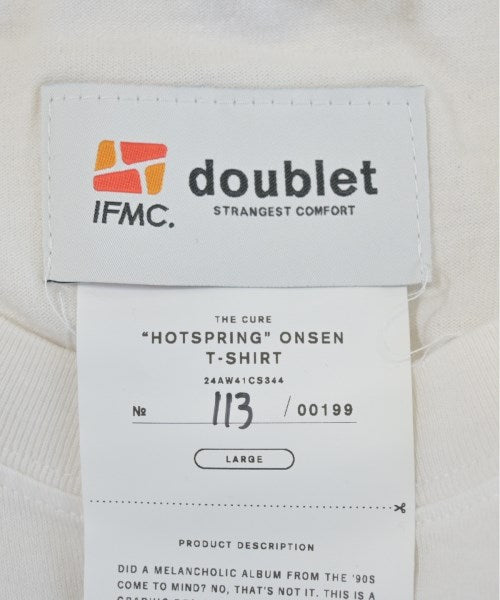 IFMC.
doublet
STRANGEST COMFORT
THE CURE
“HOTSPRING” ONSEN
T-SHIRT
24AW41CS344
№ 113 / 00199
LARGE
PRODUCT DESCRIPTION
DID A MELANCHOLIC ALBUM FROM THE '90S
COME TO MIND? NO, THAT'S NOT IT. THIS IS A